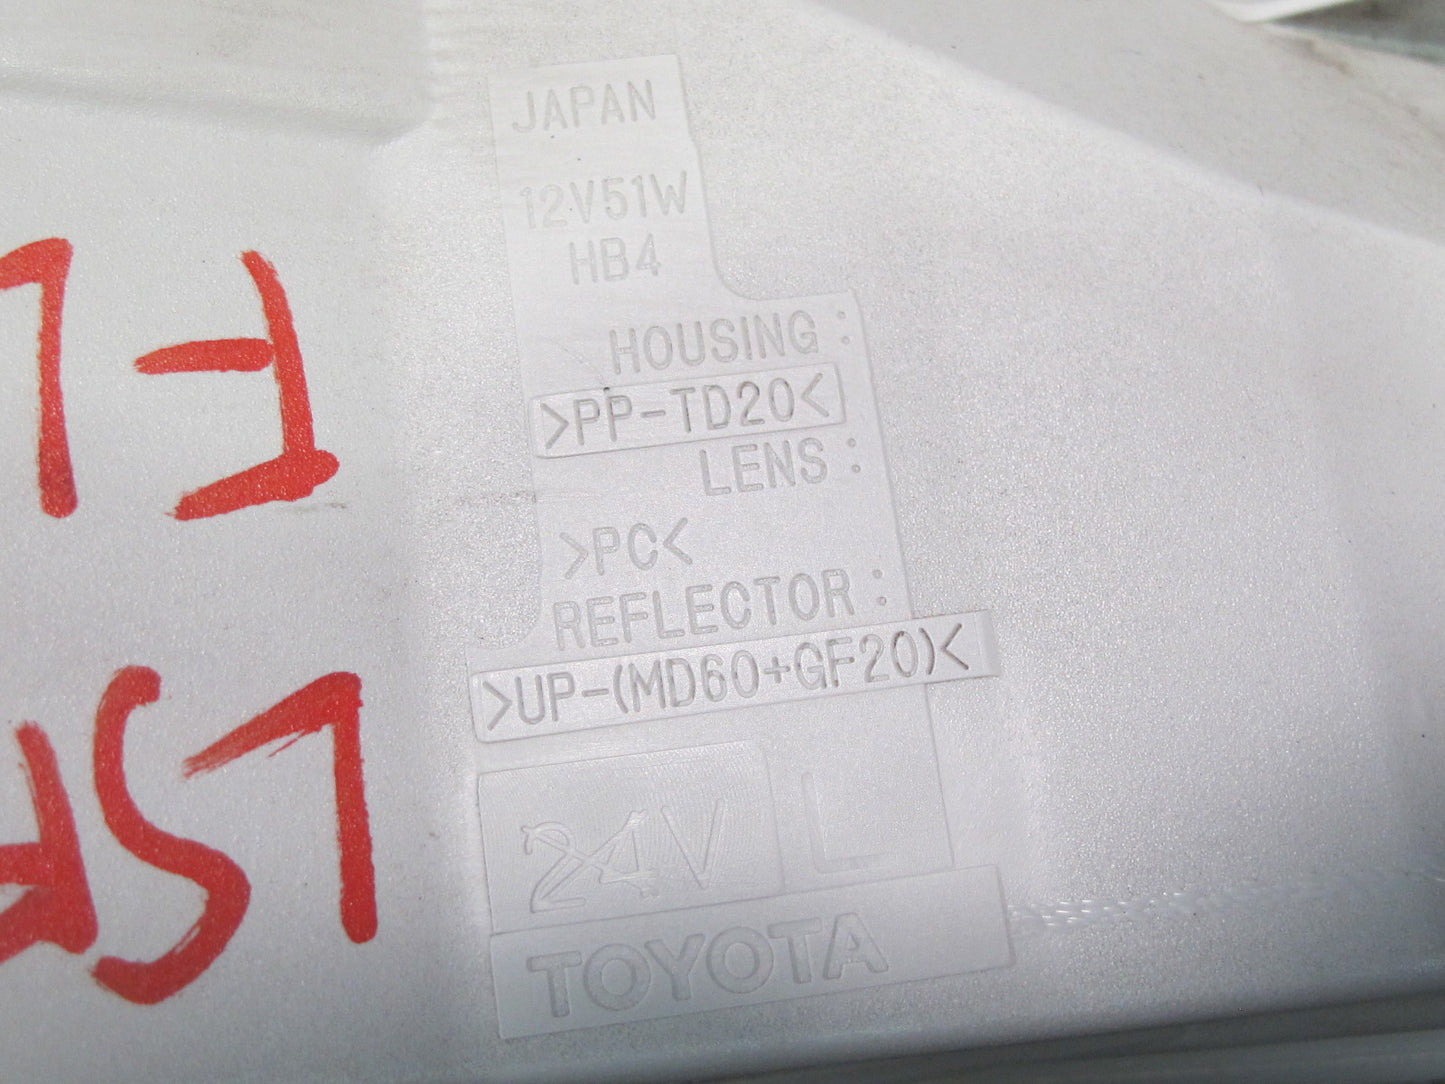 JAPAN
12V51W
HB4
HOUSING :
>PP-TD20<
LENS :
>PC<
REFLECTOR :
>UP-(MD60+GF20)<
24V L
TOYOTA